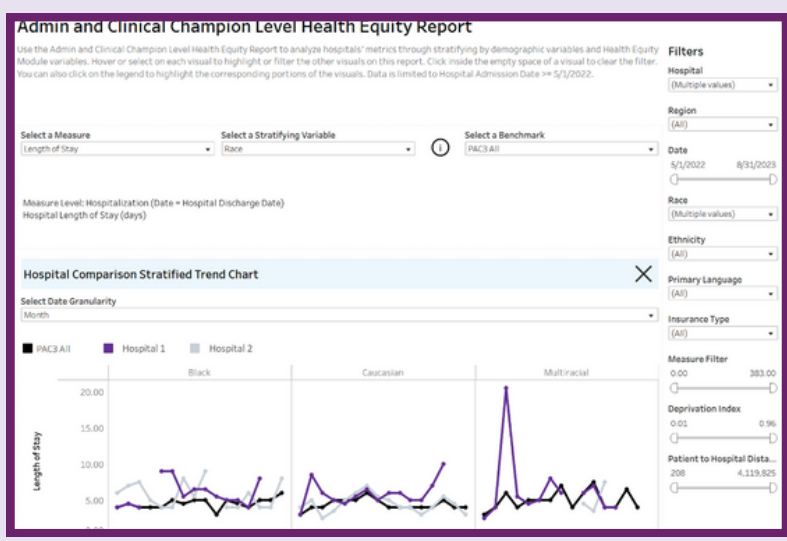 Admin and Clinical Champion Level Health Equity Report
Use the Admin and Clinical Champion Level Health Equity Report to analyze hospitals' metrics through stratifying by demographic variables and Health Equity
Module variables. Hover or select on each visual to highlight or filter the other visuals on this report. Click inside the empty space of a visual to clear the filter.
You can also click on the legend to highlight the corresponding portions of the visuals. Data is limited to Hospital Admission Date >= 5/1/2022.
Select a Measure
Length of Stay
Select a Stratifying Variable
Race
i
Select a Benchmark
PAC3 All
Measure Level: Hospitalization (Date = Hospital Discharge Date)
Hospital Length of Stay (days)
Hospital Comparison Stratified Trend Chart
Select Date Granularity
Month
PAC3 All Hospital 1 Hospital 2
Black Caucasian Multiracial
Length of Stay
20.00
15.00
10.00
5.00
Filters
Hospital
(Multiple values)
Region
(All)
Date
5/1/2022 8/31/2023
Race
(Multiple values)
Ethnicity
(All)
Primary Language
(All)
Insurance Type
(All)
Measure Filter
0.00 383.00
Deprivation Index
0.01 0.96
Patient to Hospital Dista...
208 4,119,825